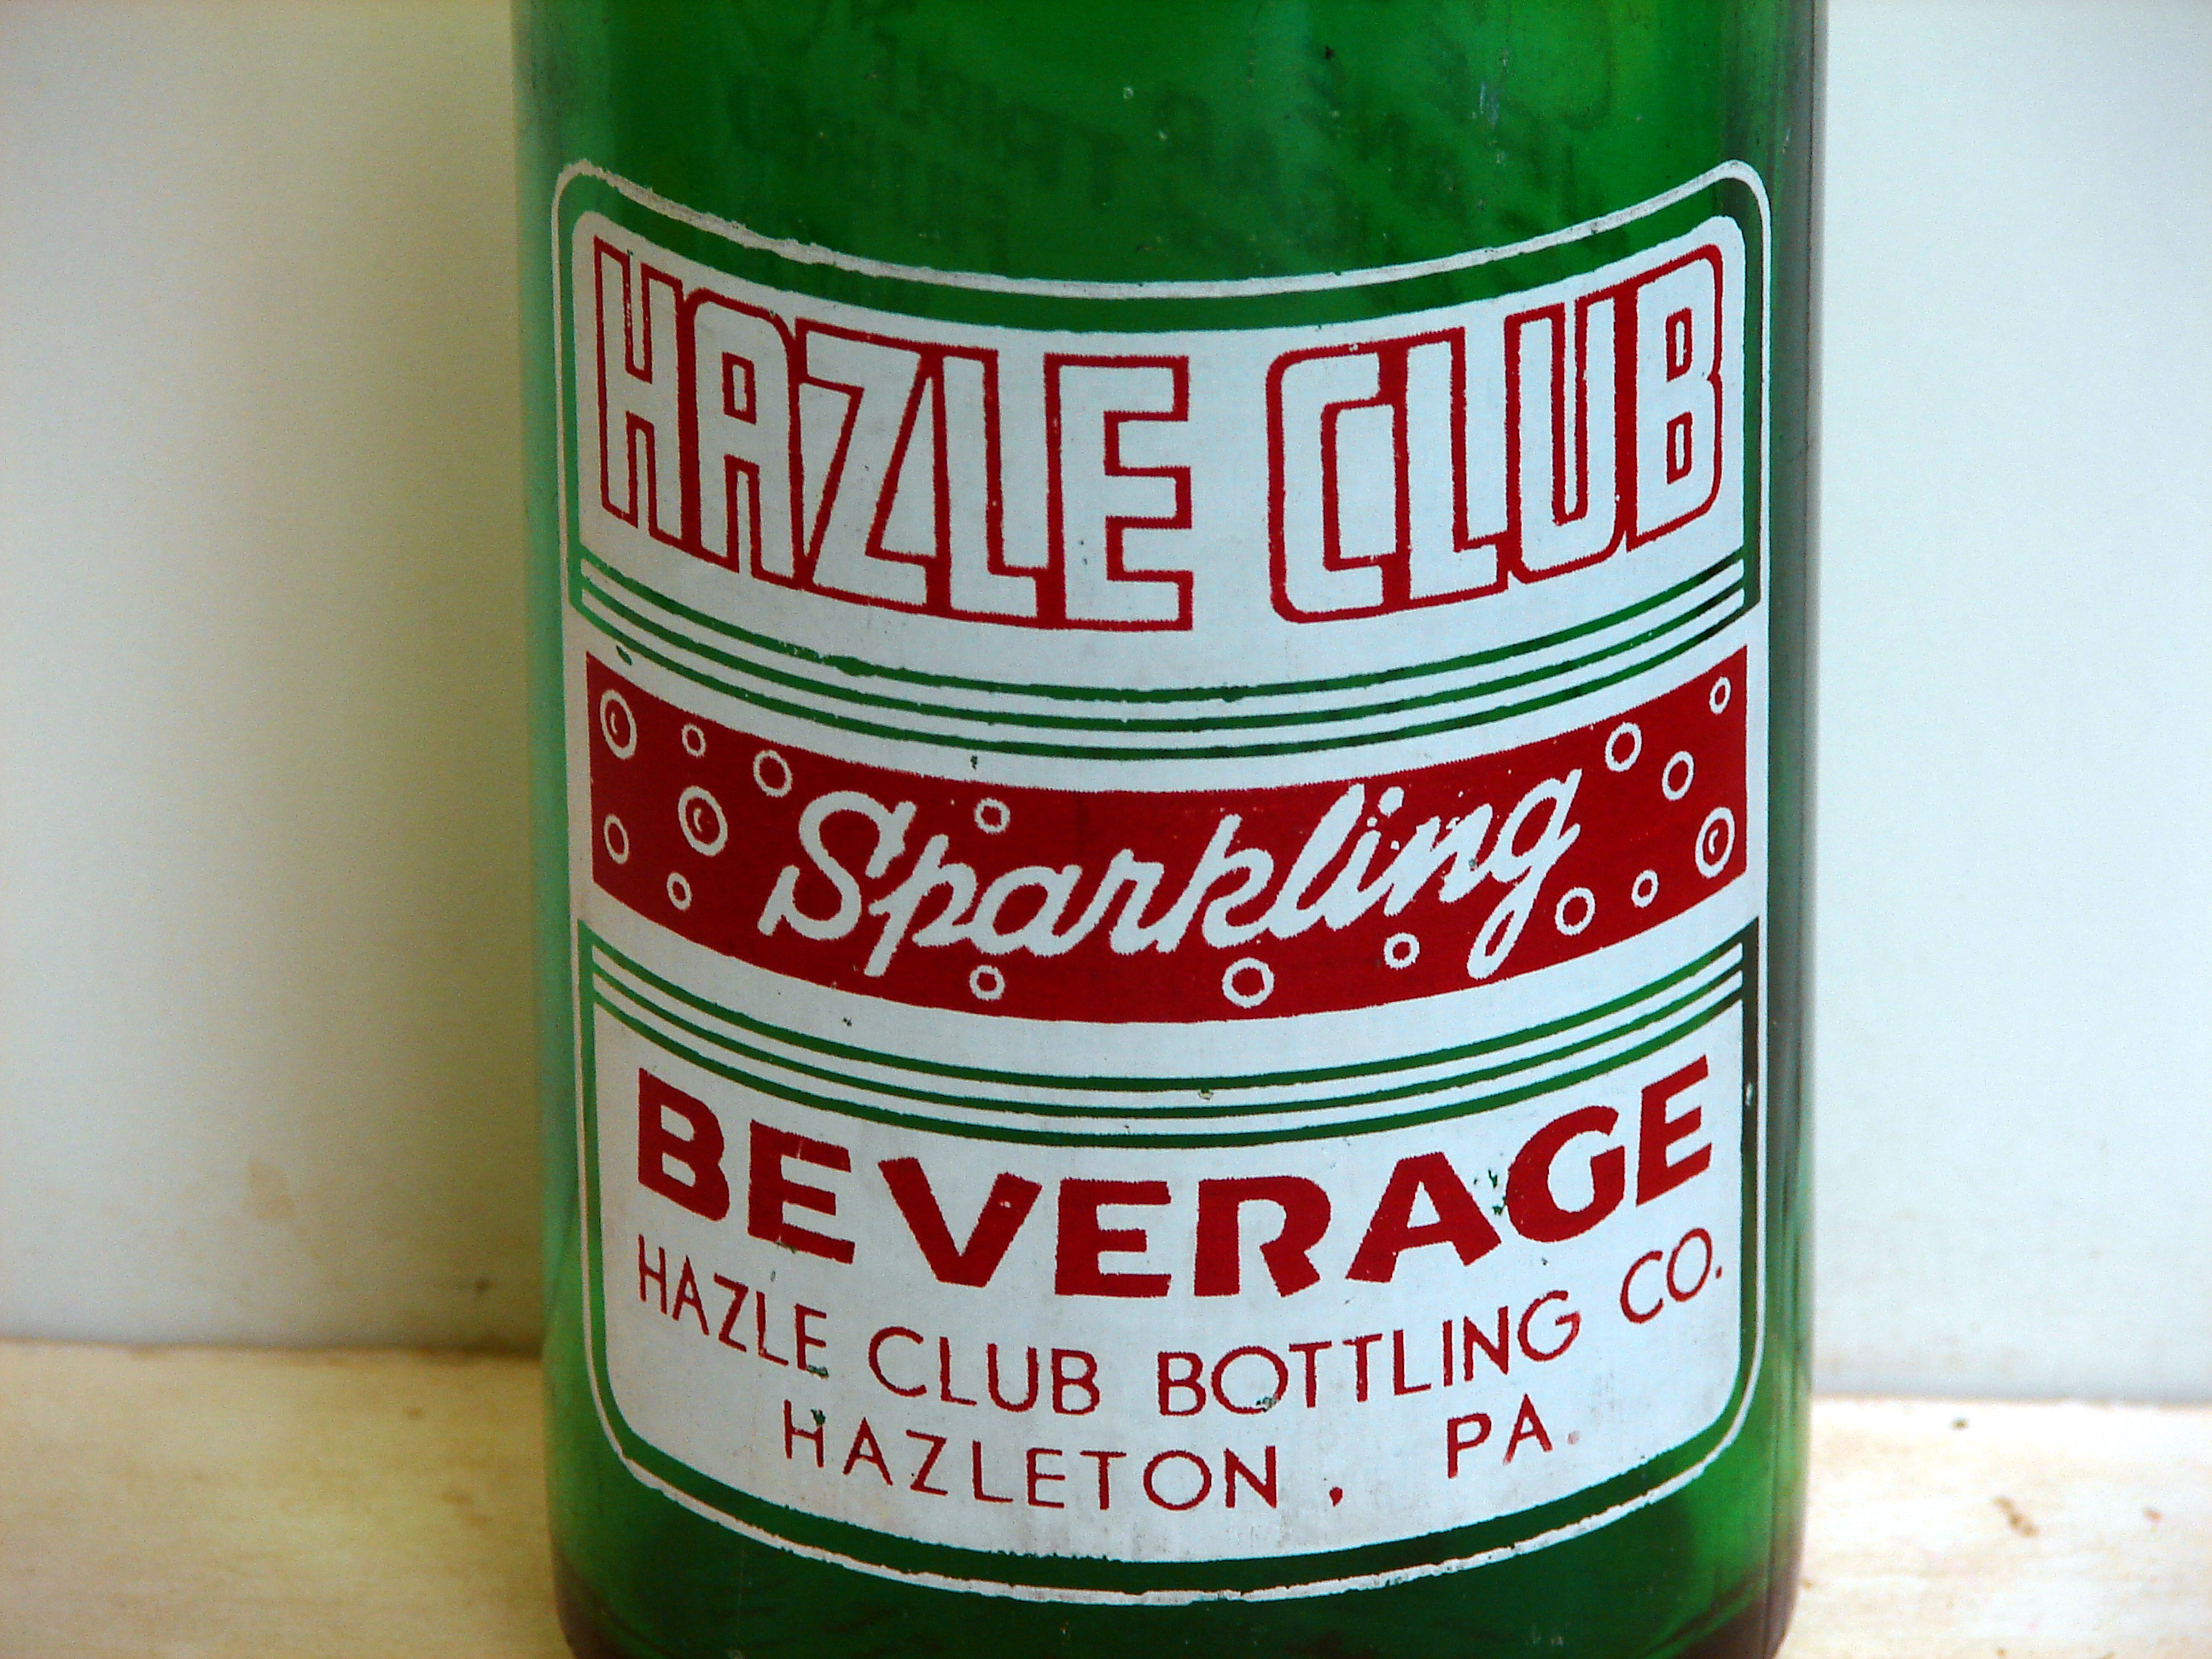 HAZLE CLUB
Sparkling
BEVERAGE
HAZLE CLUB BOTTLING CO.
HAZLETON, PA.